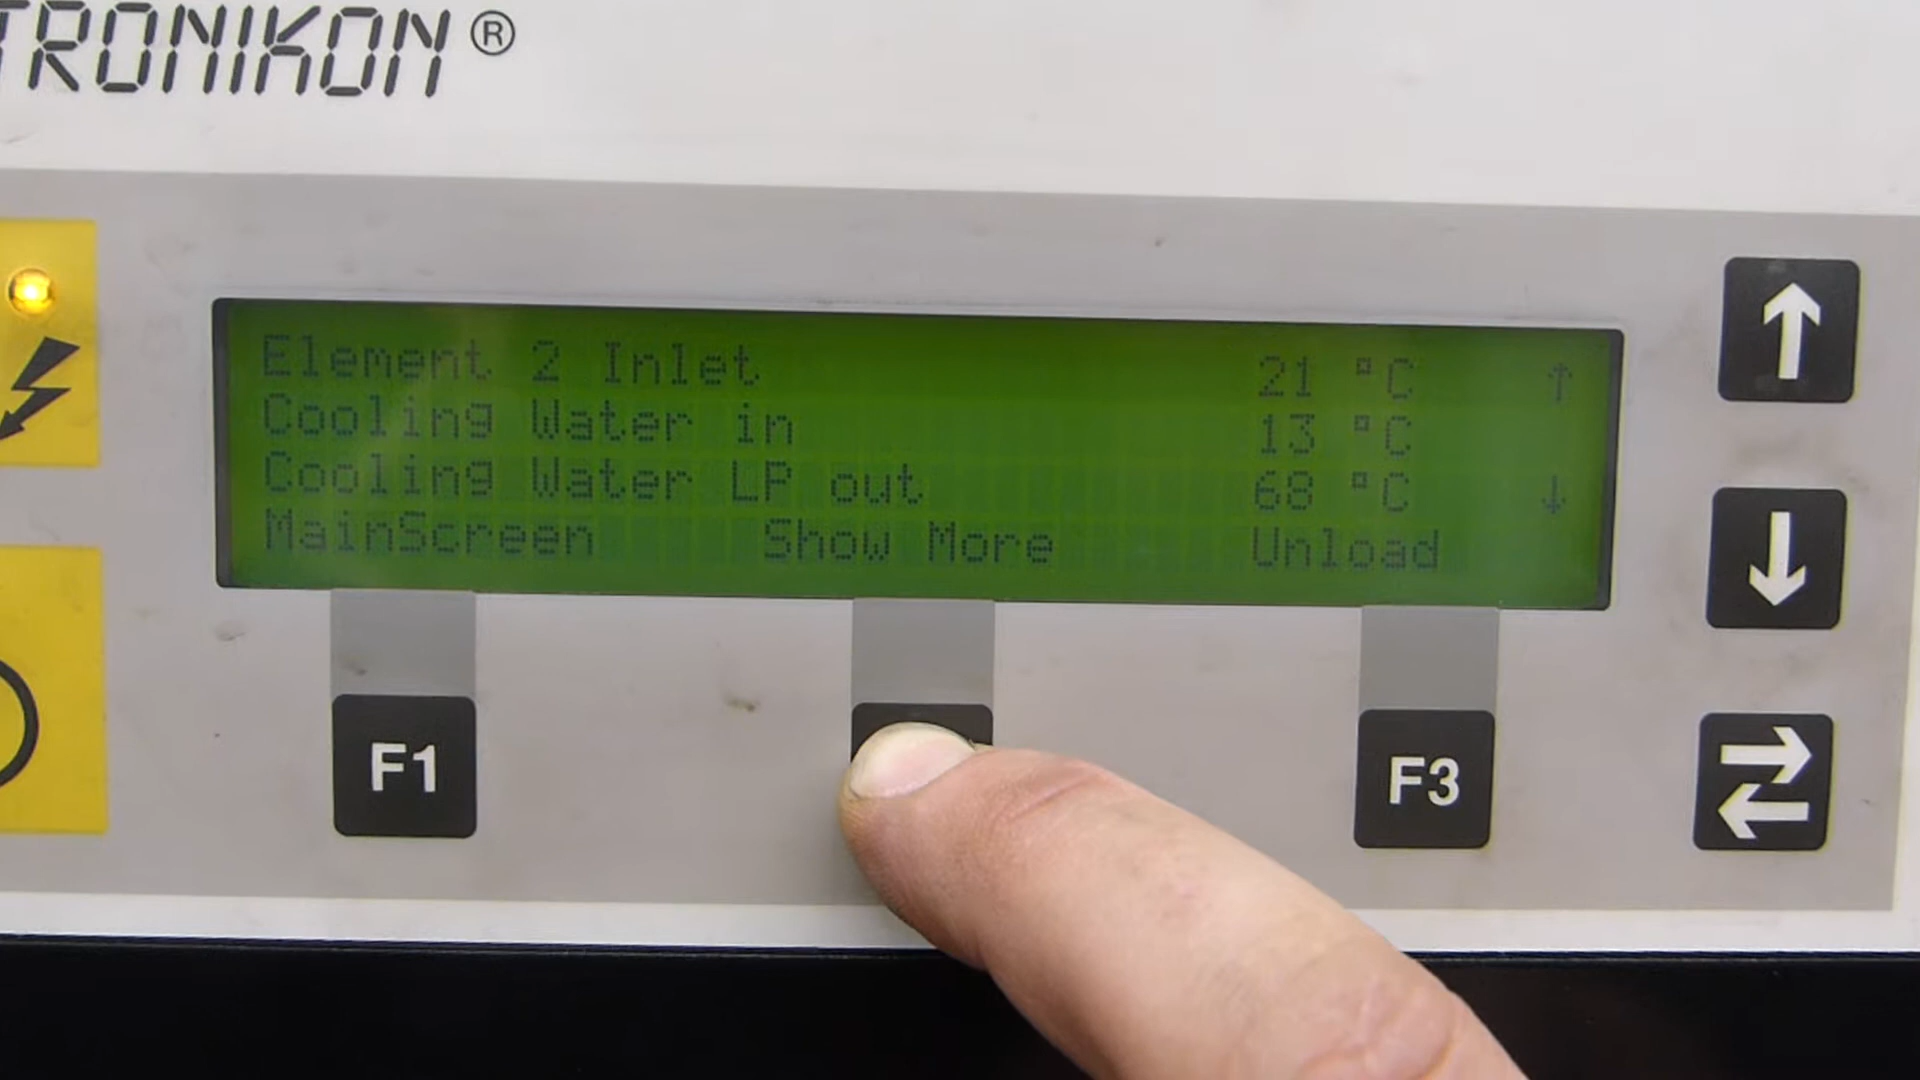 TRONIKON®
Element 2 Inlet 21 °C ↑
Cooling Water in 13 °C
Cooling Water LP out 68 °C ↓
MainScreen Show More Unload
F1 F3